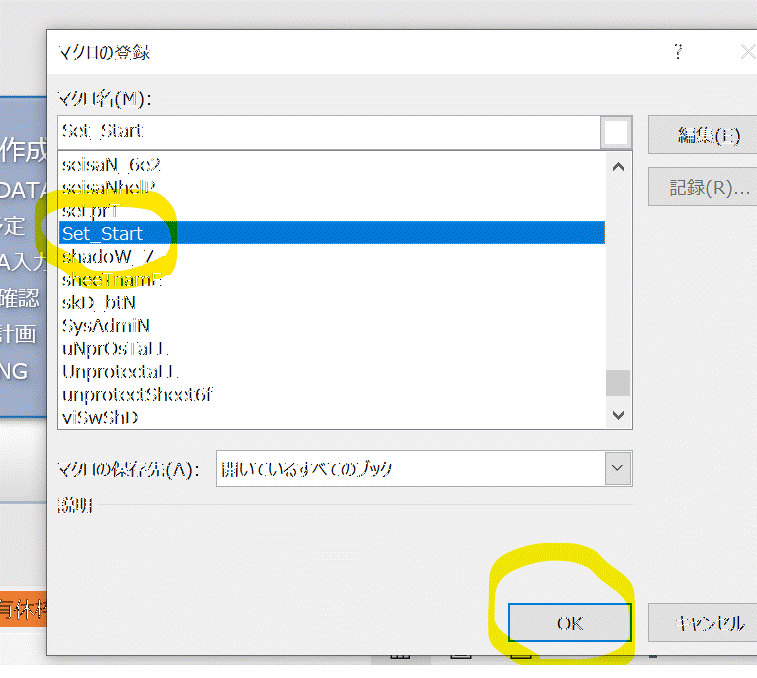 マクロの登録
?
マクロ名(M):
Set_Start
編集(E)
seisaN_6e2
seisaNhelP
記録(R)...
Set_Start
shadoW_7
sheetnamE
skD_btN
SysAdmiN
uNprOsTaLL
UnprotectaLL
unprotectSheet6f
viSwShD
作成
DATA
予定
A入力
確認
計画
NG
マクロの保存先(A):
開いているすべてのブック
説明
OK
キャンセル